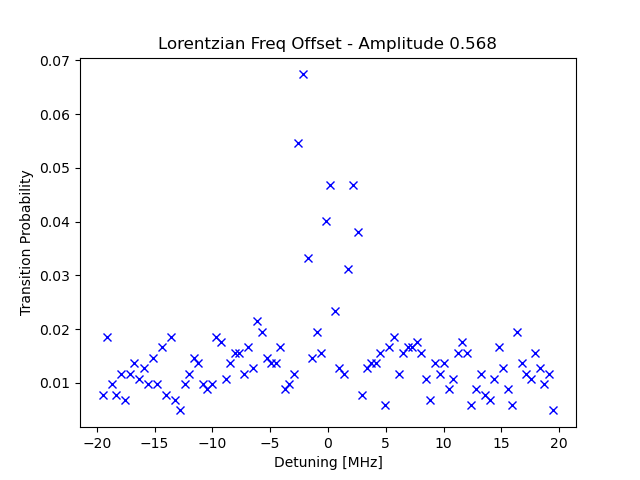 Lorentzian Freq Offset - Amplitude 0.568
Transition Probability
0.07
0.06
0.05
0.04
0.03
0.02
0.01
−20 −15 −10 −5 0 5 10 15 20
Detuning [MHz]